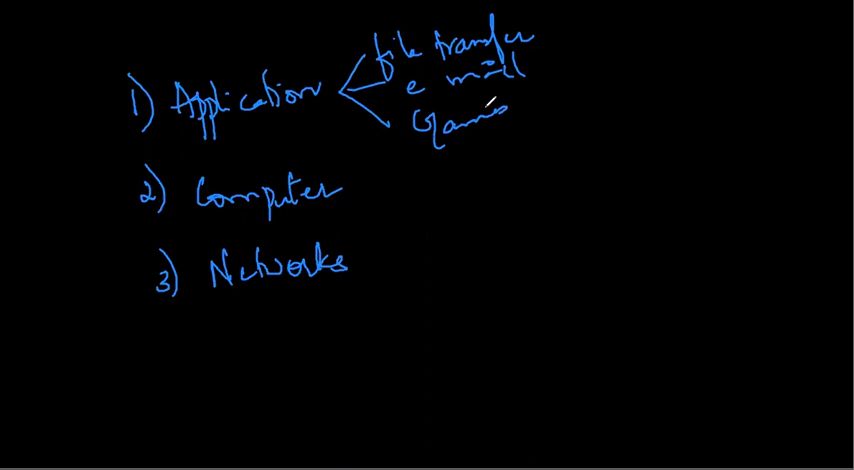 1) Application
file transfer
e mail
Games
2) Computer
3) Networks